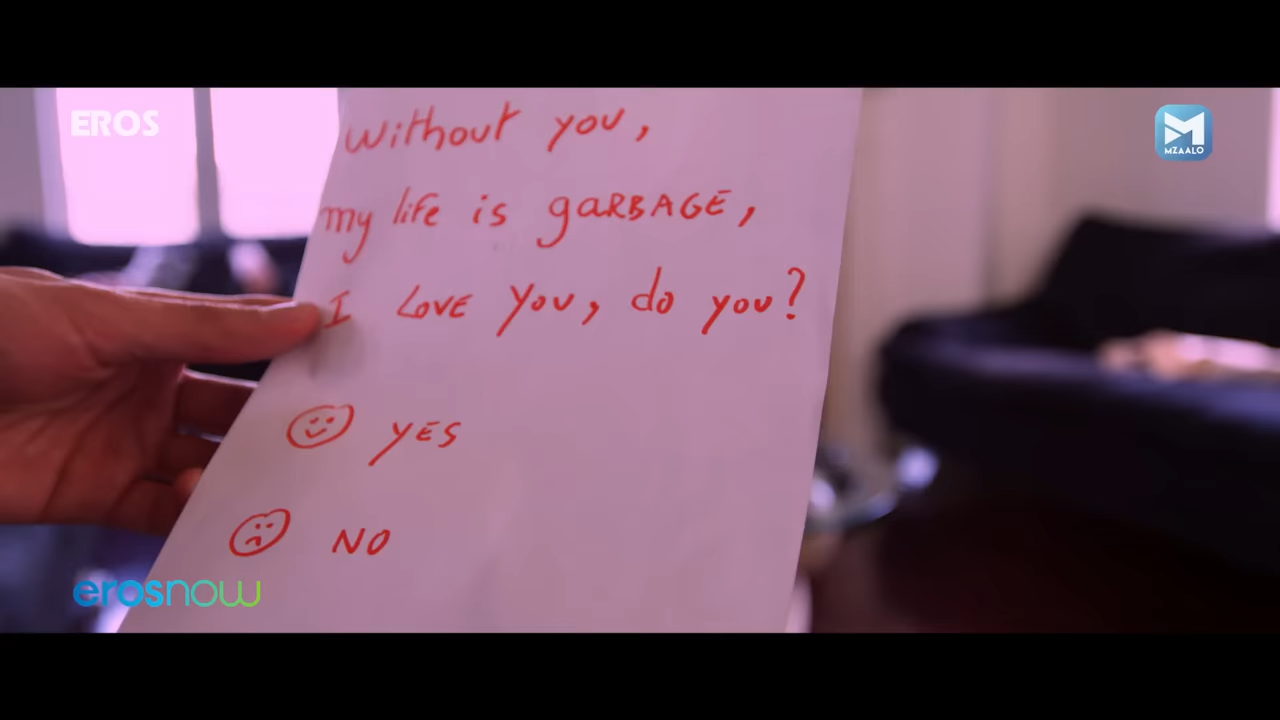 EROS
MZAALO
Without you,
my life is gARBAGE,
I LOVE YOU, do you?
YES
NO
erosnow